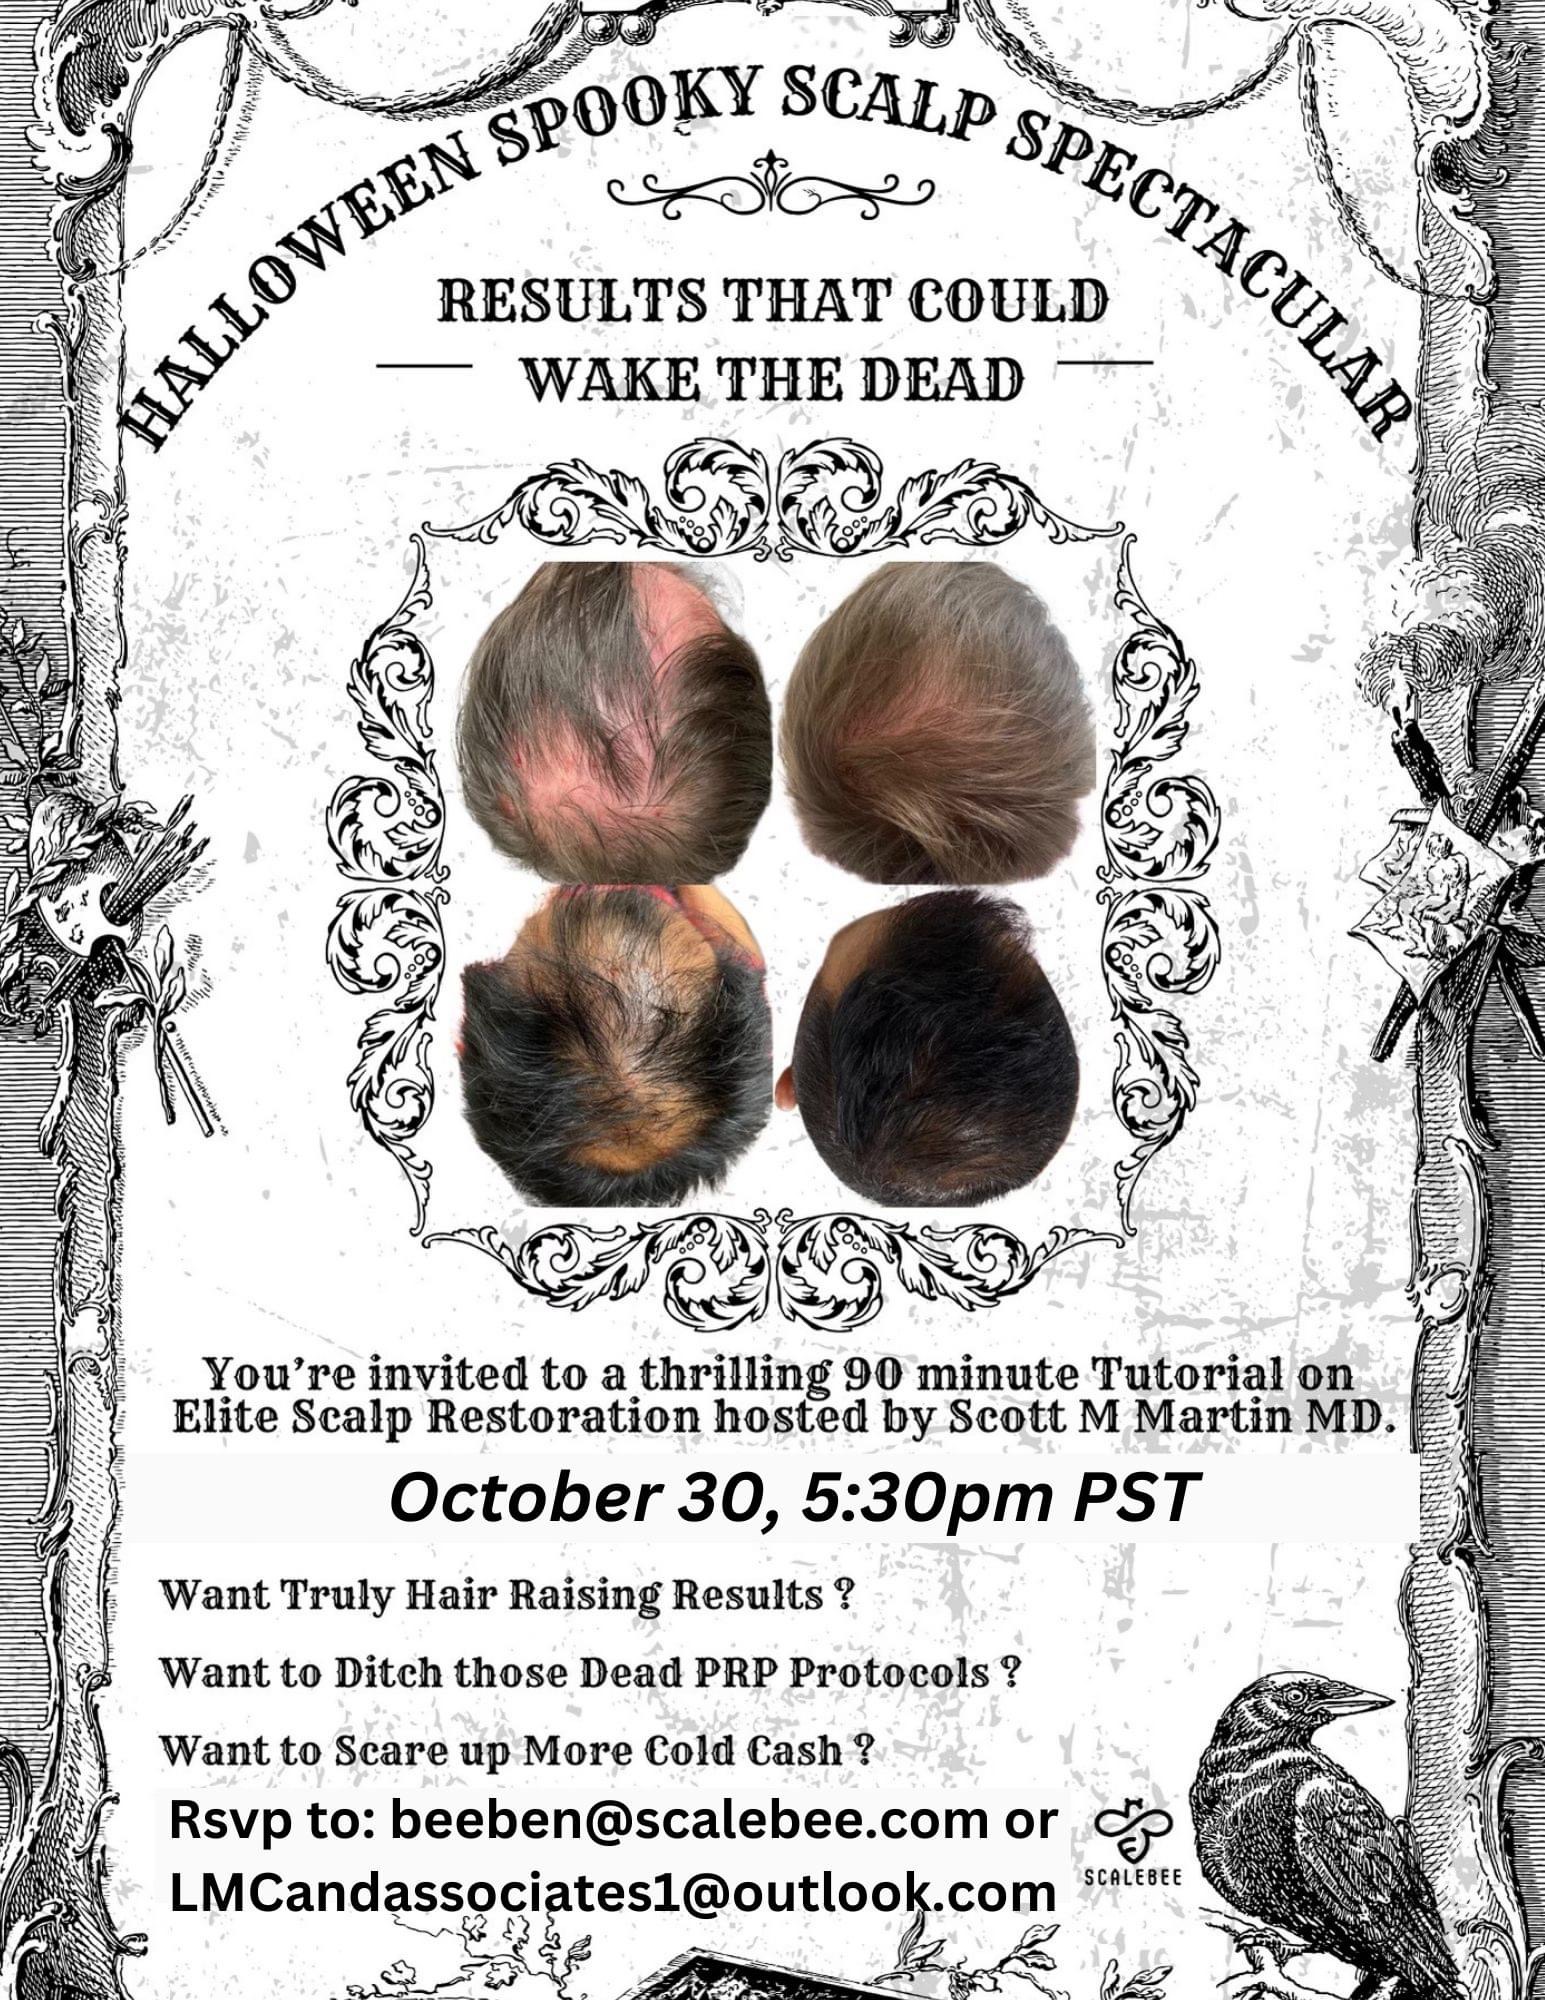 HALLOWEEN SPOOKY SCALP SPECTACULAR
RESULTS THAT COULD
WAKE THE DEAD
You're invited to a thrilling 90 minute Tutorial on
Elite Scalp Restoration hosted by Scott M Martin MD.
October 30, 5:30pm PST
Want Truly Hair Raising Results ?
Want to Ditch those Dead PRP Protocols ?
Want to Scare up More Cold Cash ?
Rsvp to: beeben@scalebee.com or
LMCandassociates1@outlook.com
SCALEBEE